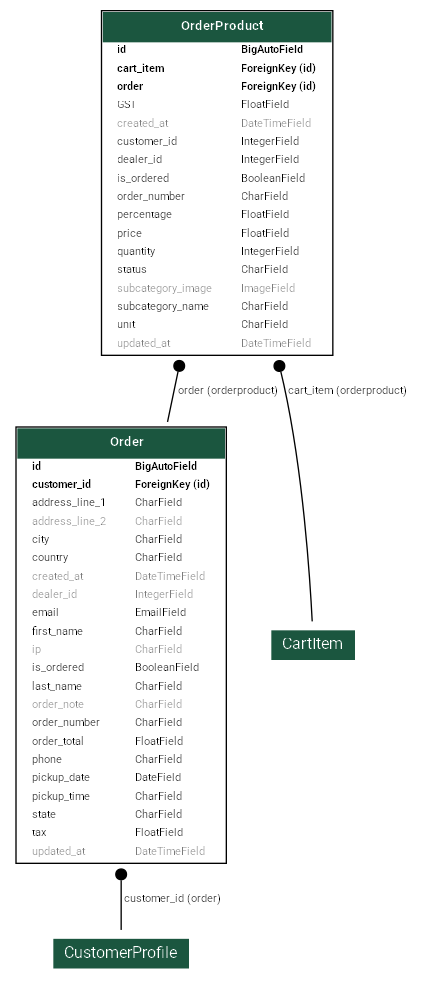 OrderProduct
id BigAutoField
cart_item ForeignKey (id)
order ForeignKey (id)
GST FloatField
created_at DateTimeField
customer_id IntegerField
dealer_id IntegerField
is_ordered BooleanField
order_number CharField
percentage FloatField
price FloatField
quantity IntegerField
status CharField
subcategory_image ImageField
subcategory_name CharField
unit CharField
updated_at DateTimeField
order (orderproduct) cart_item (orderproduct)
Order
id BigAutoField
customer_id ForeignKey (id)
address_line_1 CharField
address_line_2 CharField
city CharField
country CharField
created_at DateTimeField
dealer_id IntegerField
email EmailField
first_name CharField
ip CharField
is_ordered BooleanField
last_name CharField
order_note CharField
order_number CharField
order_total FloatField
phone CharField
pickup_date DateField
pickup_time CharField
state CharField
tax FloatField
updated_at DateTimeField
CartItem
customer_id (order)
CustomerProfile